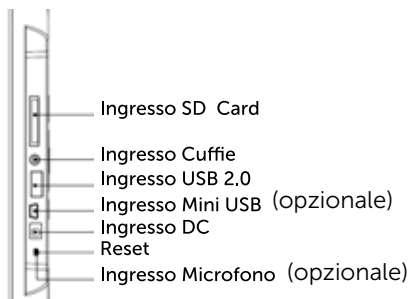 Ingresso SD Card
Ingresso Cuffie
Ingresso USB 2.0
Ingresso Mini USB (opzionale)
Ingresso DC
Reset
Ingresso Microfono (opzionale)